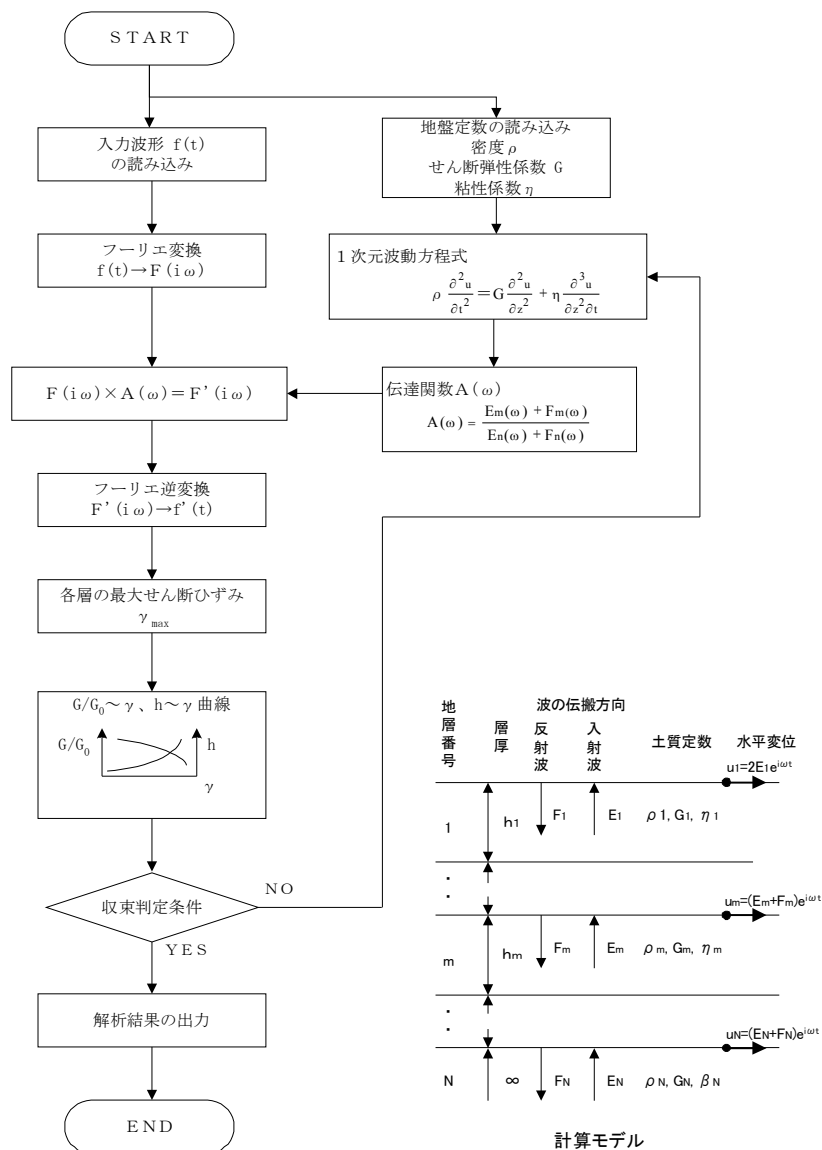 START
入力波形 f(t)
の読み込み
地盤定数の読み込み
密度ρ
せん断弾性係数 G
粘性係数η
フーリエ変換
f(t)→F(iω)
1次元波動方程式
ρ ∂²u/∂t² = G ∂²u/∂z² + η ∂³u/∂z²∂t
F(iω)×A(ω)=F'(iω)
伝達関数A(ω)
A(ω) = (Em(ω) + Fm(ω))/(En(ω) + Fn(ω))
フーリエ逆変換
F'(iω)→f'(t)
各層の最大せん断ひずみ
γmax
G/G0~γ、h~γ曲線
G/G0
h
γ
収束判定条件
NO
YES
解析結果の出力
END
地層番号
層厚
波の伝搬方向
反射波
入射波
土質定数
水平変位
u1=2E1e^iωt
1
h1
F1
E1
ρ1, G1, η1
・・
um=(Em+Fm)e^iωt
m
hm
Fm
Em
ρm, Gm, ηm
・・
uN=(EN+FN)e^iωt
N
∞
FN
EN
ρN, GN, βN
計算モデル